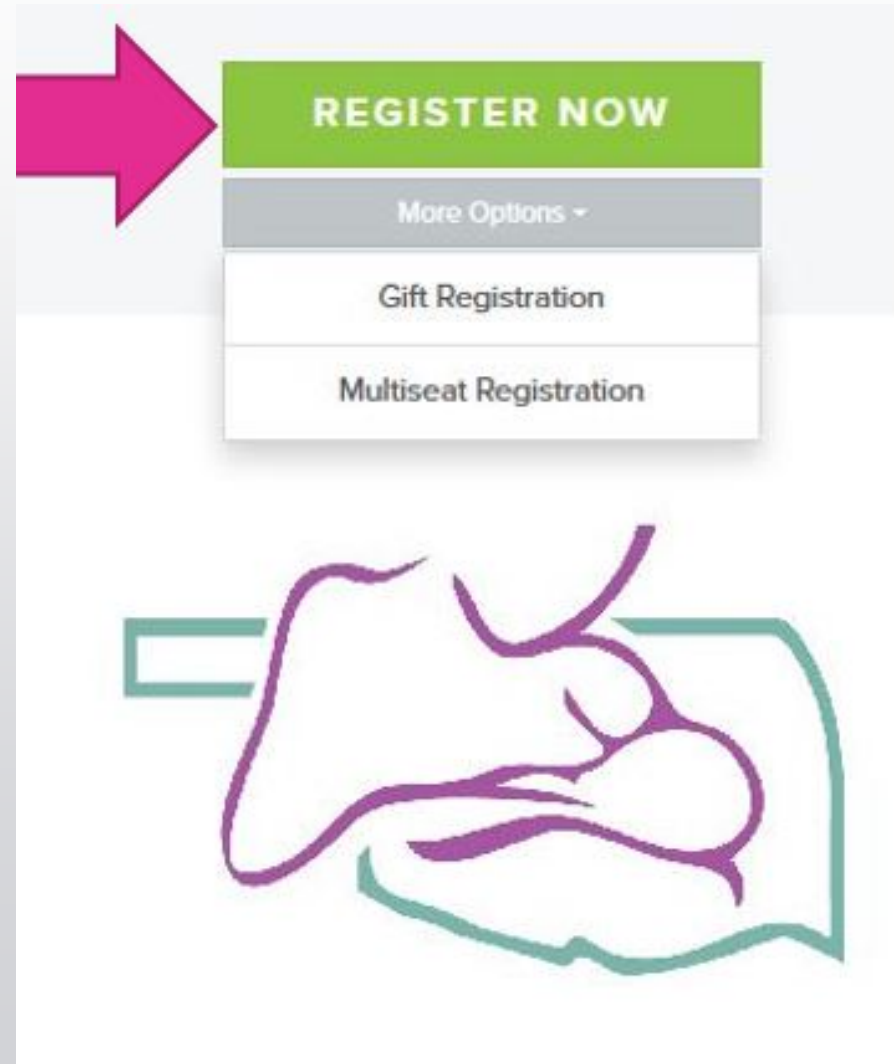 REGISTER NOW
More Options
Gift Registration
Multiseat Registration